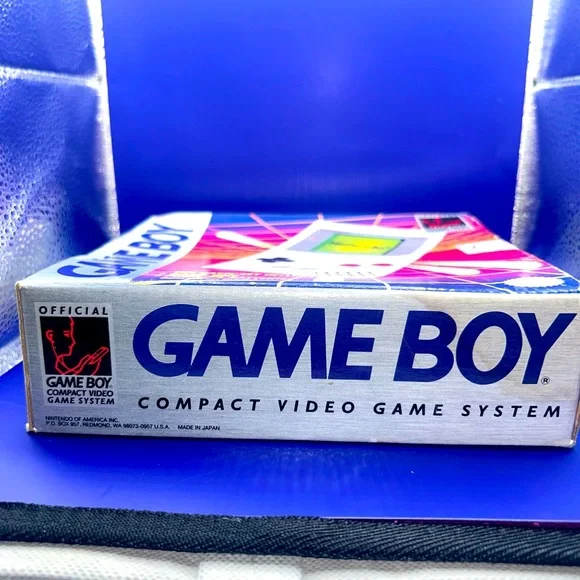 GAME BOY
OFFICIAL
GAME BOY
COMPACT VIDEO
GAME SYSTEM
GAME BOY®
COMPACT VIDEO GAME SYSTEM
NINTENDO OF AMERICA INC.
P.O. BOX 957, REDMOND, WA 98073-0957 U.S.A. MADE IN JAPAN